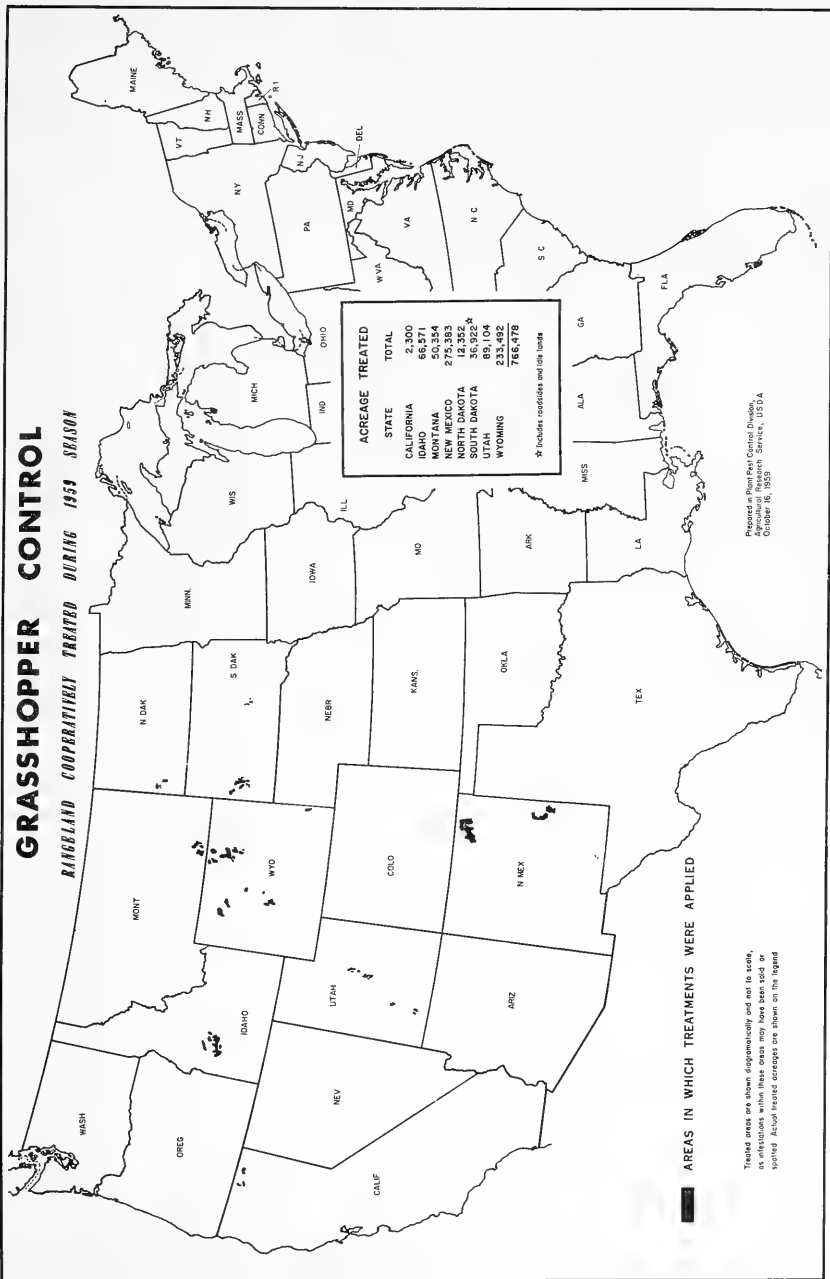 GRASSHOPPER CONTROL
RANGELAND COOPERATIVELY TREATED DURING 1959 SEASON
WASH
OREG
CALIF
NEV
IDAHO
MONT
WYO
UTAH
ARIZ
COLO
N MEX
N DAK
S DAK
NEBR
KANS.
OKLA
TEX
MINN.
IOWA
MO
ARK
LA
WIS
ILL
MICH
IND
OHIO
MISS
ALA
GA
FLA
S C
N C
VA
W VA
MD
DEL
PA
NJ
NY
CONN
R I
MASS
VT
NH
MAINE
ACREAGE TREATED
STATE TOTAL
CALIFORNIA 2,300
IDAHO 66,571
MONTANA 50,354
NEW MEXICO 275,383
NORTH DAKOTA 12,352
SOUTH DAKOTA 36,922☆
UTAH 89,104
WYOMING 233,492
766,478
☆ Includes roadsides and idle lands
AREAS IN WHICH TREATMENTS WERE APPLIED
Treated areas are shown diagramatically and not to scale,
as infestations within these areas may have been solid or
spotted Actual treated acreages are shown on the legend
Prepared in Plant Pest Control Division,
Agricultural Research Service, USDA
October 16, 1959